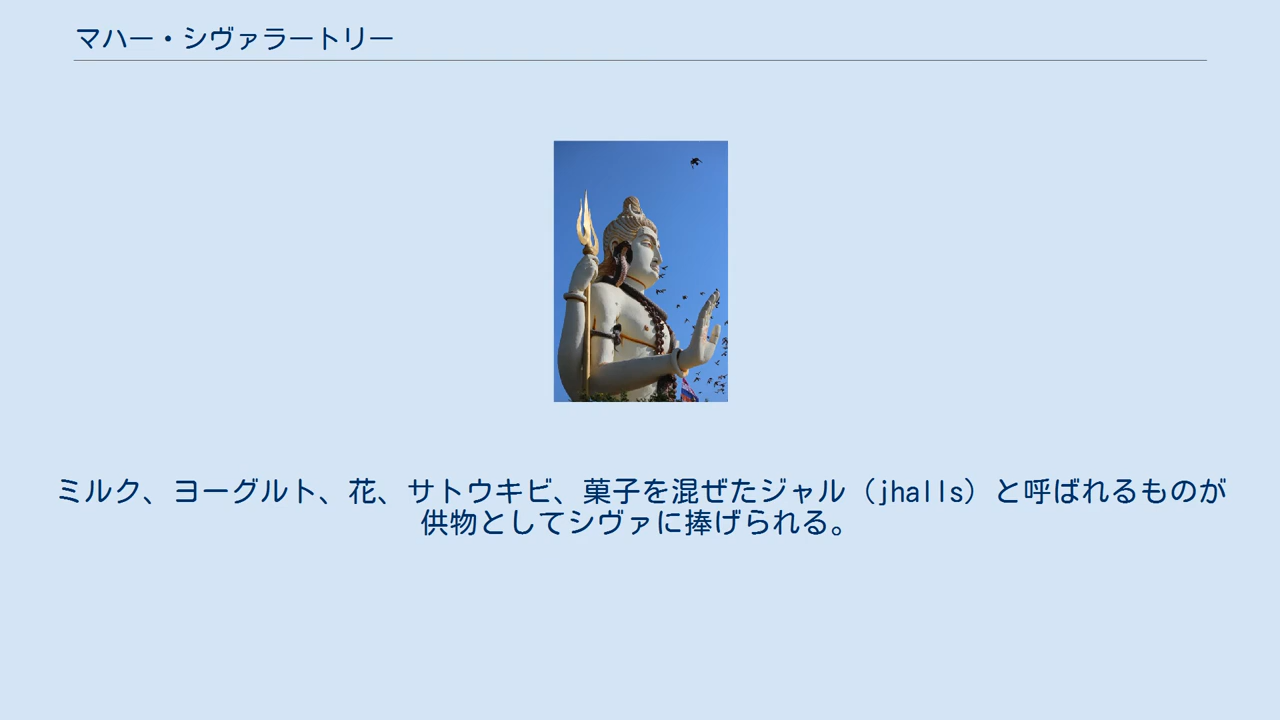 マハー・シヴァラートリー
ミルク、ヨーグルト、花、サトウキビ、菓子を混ぜたジャル（jhalls）と呼ばれるものが
供物としてシヴァに捧げられる。